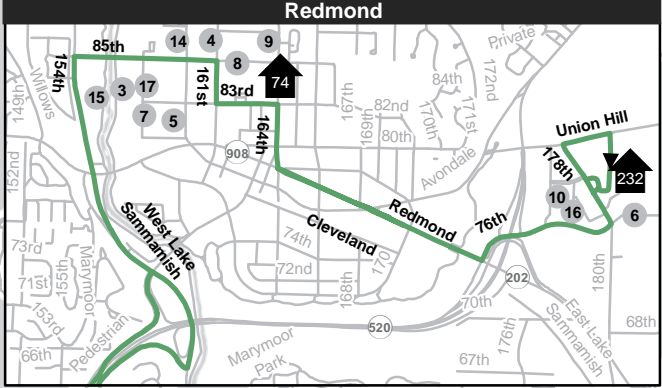 Redmond
Private
85th
14
4
9
8
74
154th
Willows
149th
15
3
17
161st
83rd
7
5
164th
167th
82nd
169th
80th
84th
170th
171st
172nd
Avondale
Union Hill
178th
232
10
16
6
908
152nd
West Lake
Sammamish
Cleveland
Redmond
76th
74th
72nd
170
168th
202
180th
73rd
71st
155th
153rd
66th
Marymoor
Pedestrian
Marymoor
Park
520
70th
176th
67th
68th
East Lake
Sammamish